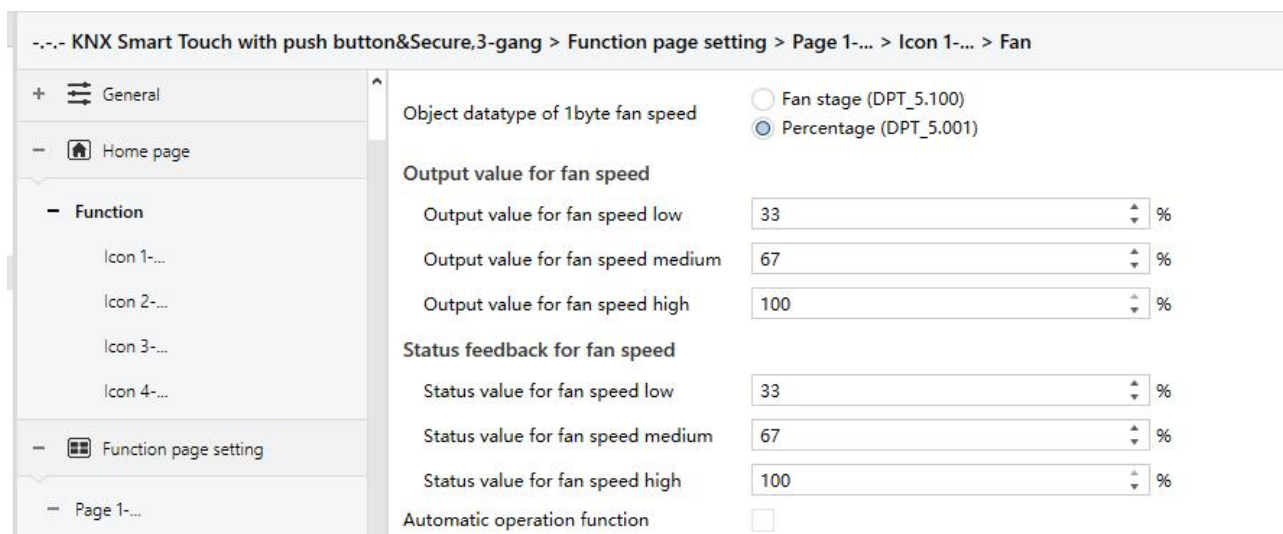 -.-.- KNX Smart Touch with push button&Secure,3-gang > Function page setting > Page 1-... > Icon 1-... > Fan
+ General
− Home page
− Function
Icon 1-...
Icon 2-...
Icon 3-...
Icon 4-...
− Function page setting
− Page 1-...
Object datatype of 1byte fan speed
Fan stage (DPT_5.100)
Percentage (DPT_5.001)
Output value for fan speed
Output value for fan speed low 33 %
Output value for fan speed medium 67 %
Output value for fan speed high 100 %
Status feedback for fan speed
Status value for fan speed low 33 %
Status value for fan speed medium 67 %
Status value for fan speed high 100 %
Automatic operation function